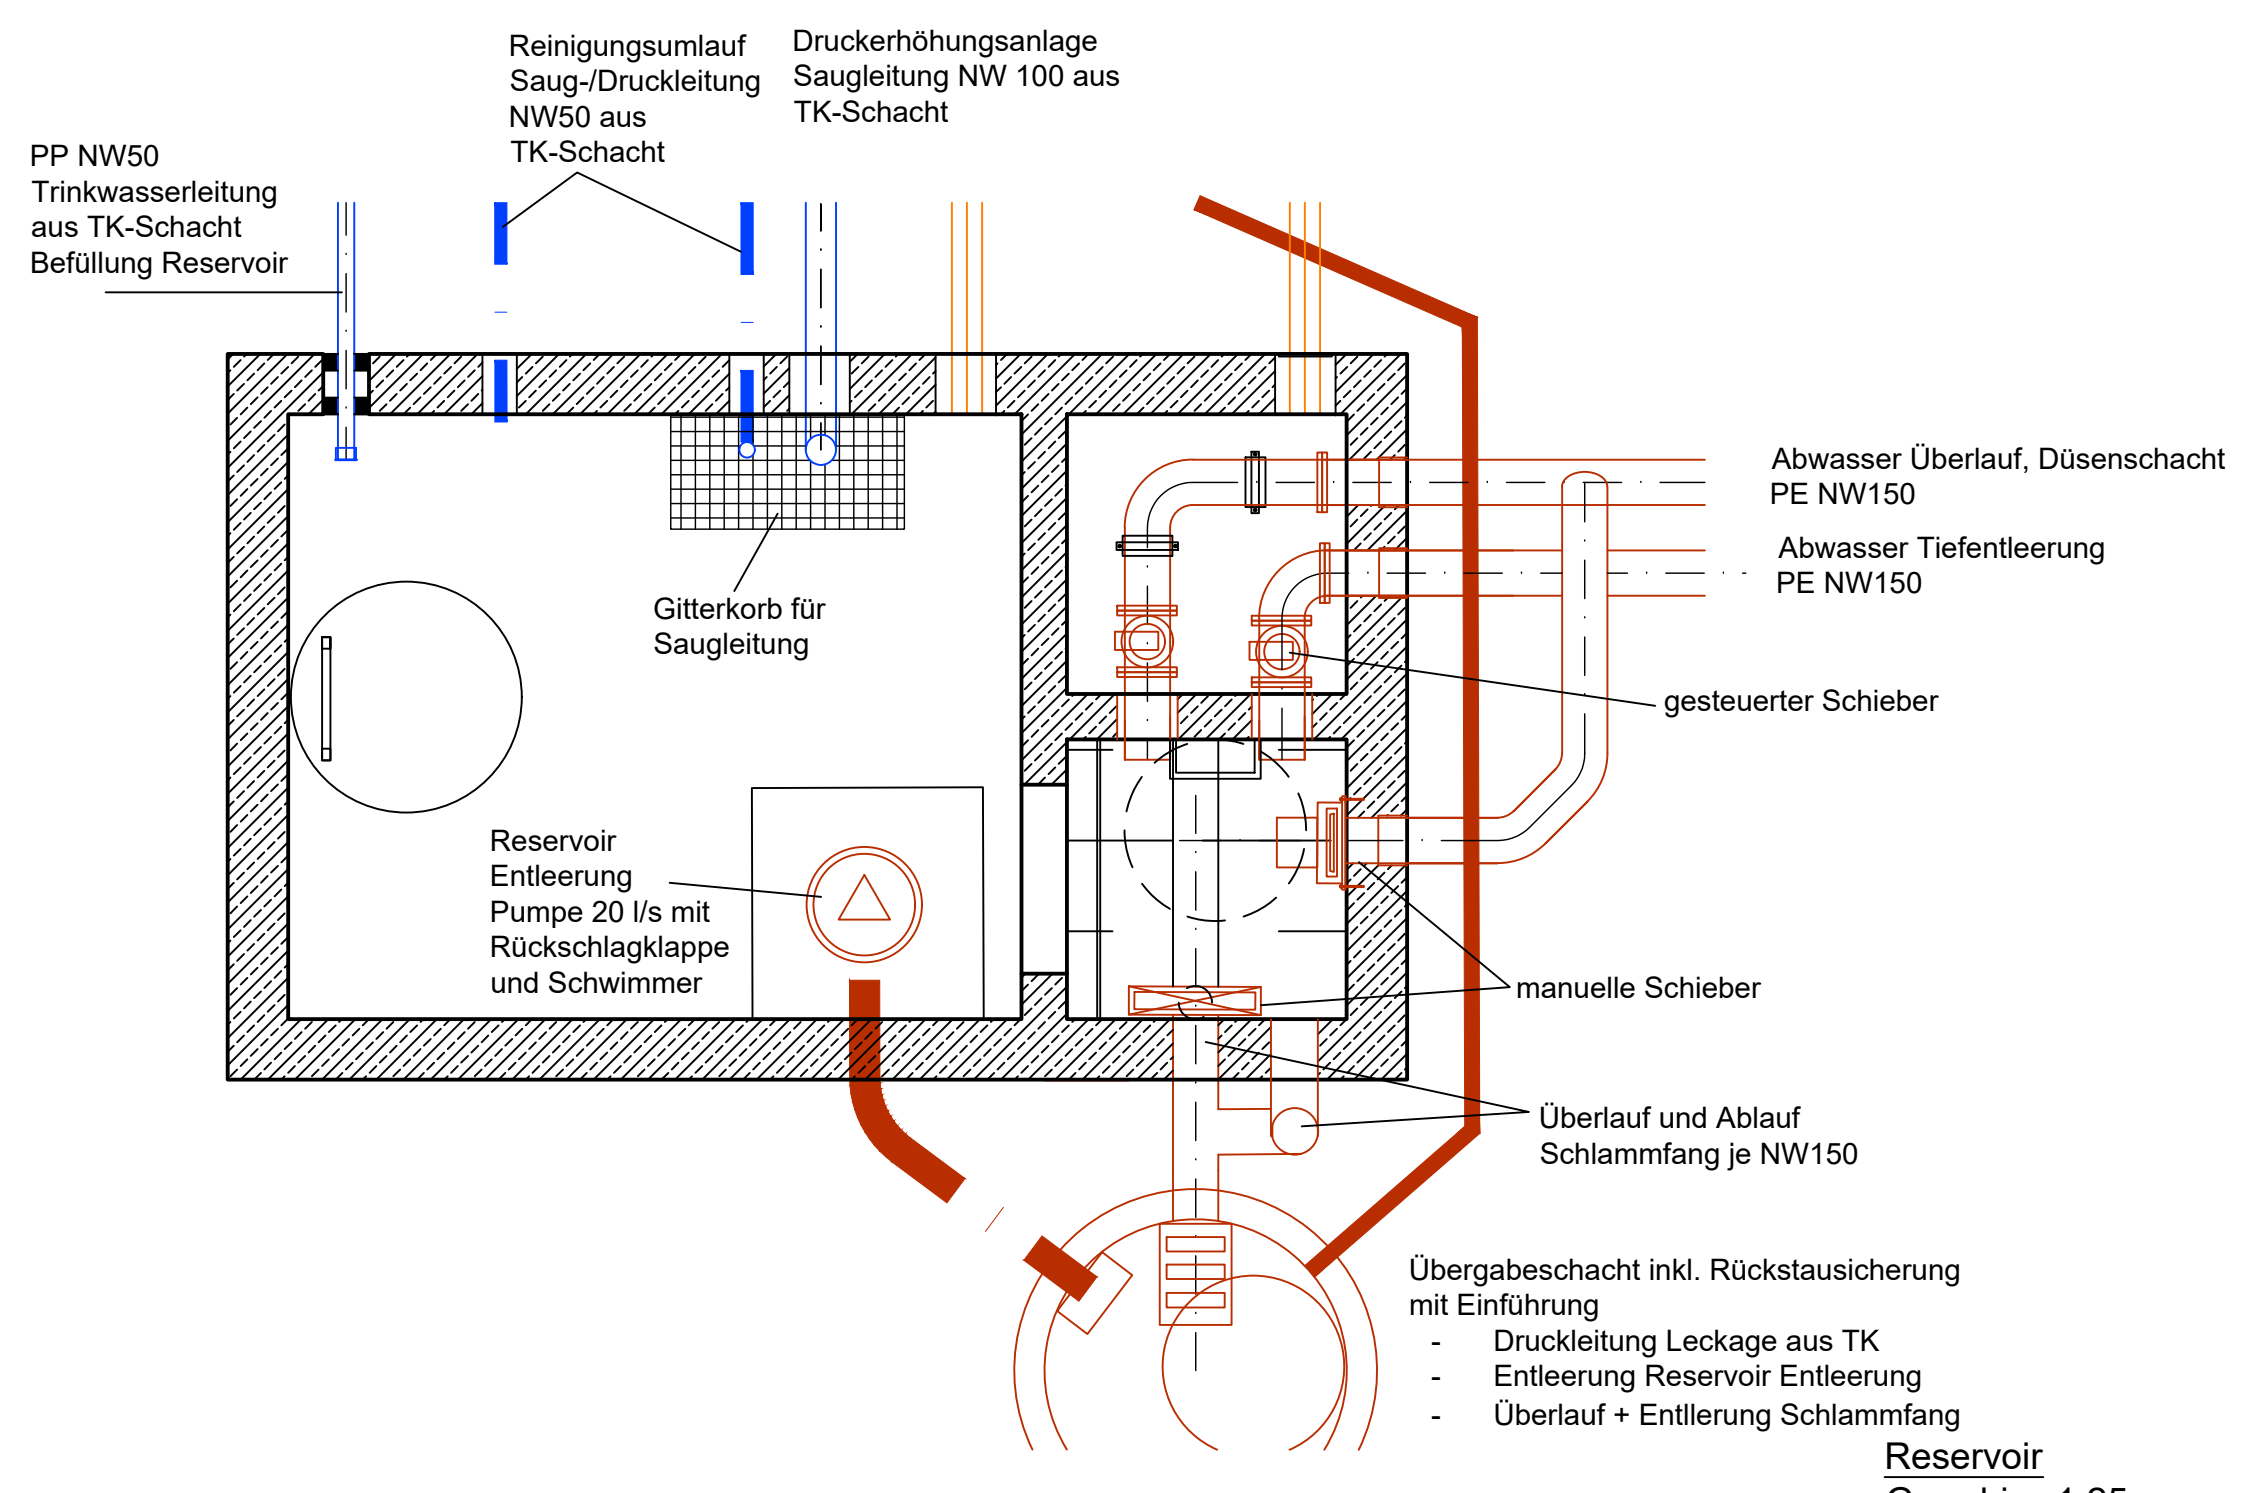 Reinigungsumlauf
Saug-/Druckleitung
NW50 aus
TK-Schacht
Druckerhöhungsanlage
Saugleitung NW 100 aus
TK-Schacht
PP NW50
Trinkwasserleitung
aus TK-Schacht
Befüllung Reservoir
Abwasser Überlauf, Düsenschacht
PE NW150
Abwasser Tiefentleerung
PE NW150
Gitterkorb für
Saugleitung
gesteuerter Schieber
Reservoir
Entleerung
Pumpe 20 l/s mit
Rückschlagklappe
und Schwimmer
manuelle Schieber
Überlauf und Ablauf
Schlammfang je NW150
Übergabeschacht inkl. Rückstausicherung
mit Einführung
- Druckleitung Leckage aus TK
- Entleerung Reservoir Entleerung
- Überlauf + Entllerung Schlammfang
Reservoir